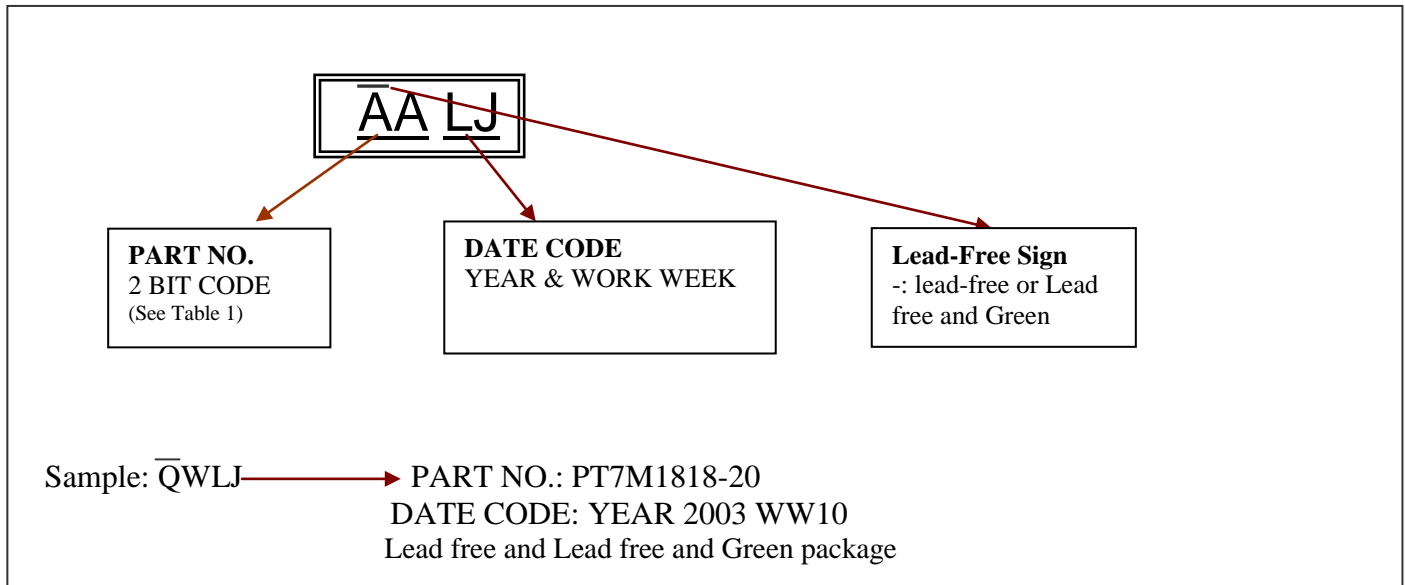 A̅A LJ
PART NO.
2 BIT CODE
(See Table 1)
DATE CODE
YEAR & WORK WEEK
Lead-Free Sign
-: lead-free or Lead
free and Green
Sample: Q̅WLJ PART NO.: PT7M1818-20
DATE CODE: YEAR 2003 WW10
Lead free and Lead free and Green package